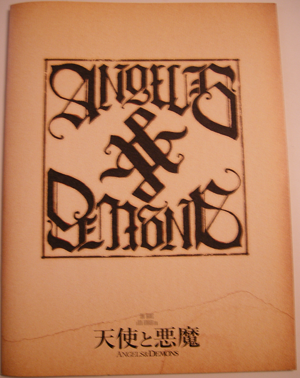 ANGELS
&
DEMONS
天使と悪魔
ANGELS&DEMONS